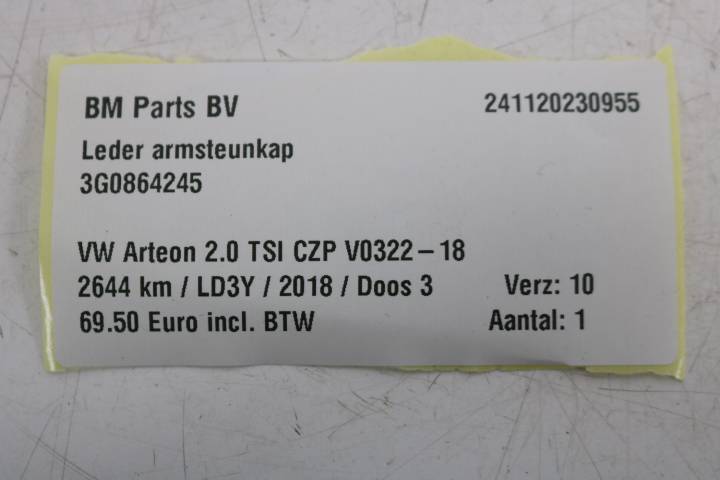 BM Parts BV 241120230955
Leder armsteunkap
3G0864245
VW Arteon 2.0 TSI CZP V0322-18
2644 km / LD3Y / 2018 / Doos 3 Verz: 10
69.50 Euro incl. BTW Aantal: 1